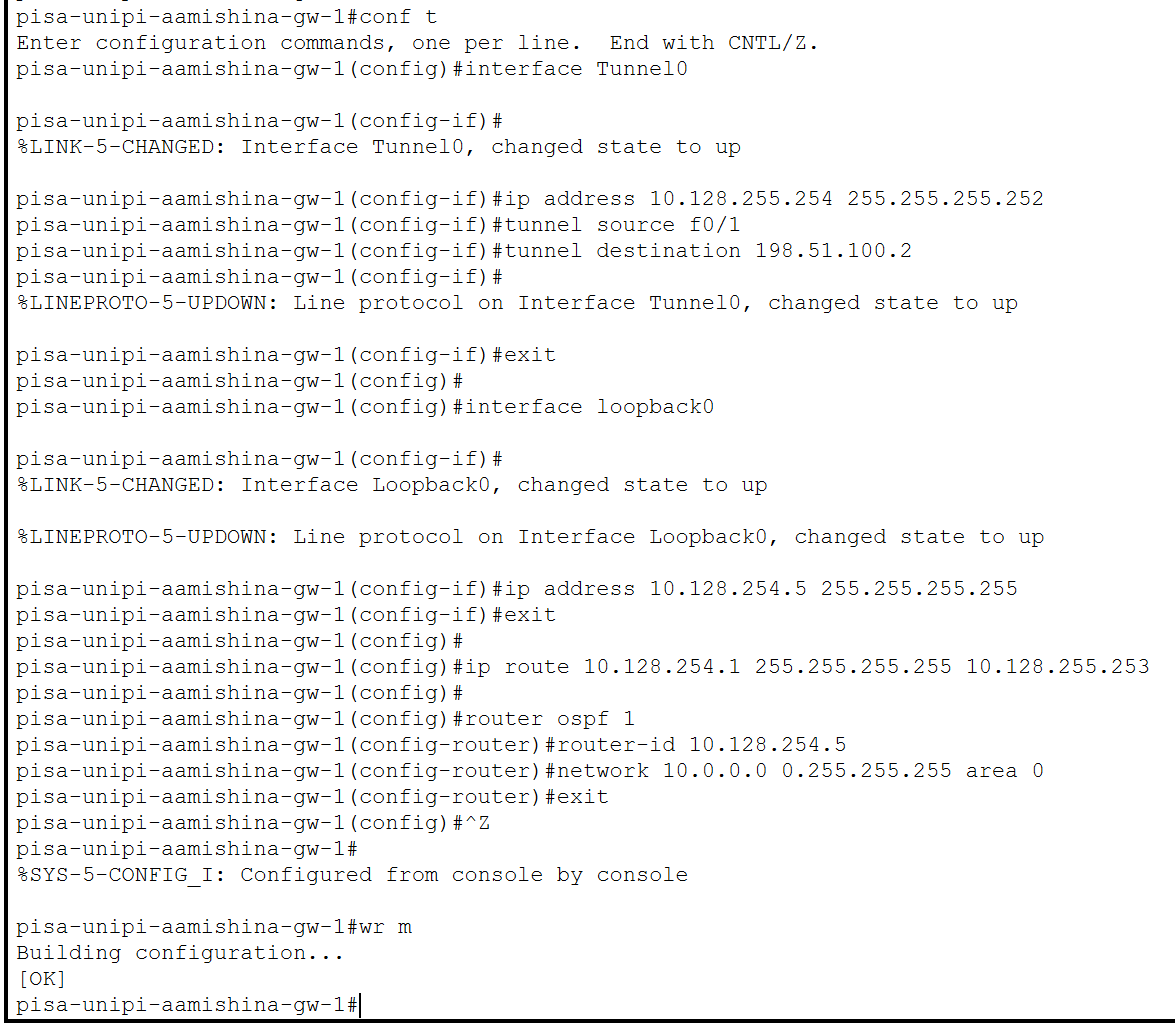 pisa-unipi-aamishina-gw-1#conf t
Enter configuration commands, one per line.  End with CNTL/Z.
pisa-unipi-aamishina-gw-1(config)#interface Tunnel0
pisa-unipi-aamishina-gw-1(config-if)#
%LINK-5-CHANGED: Interface Tunnel0, changed state to up
pisa-unipi-aamishina-gw-1(config-if)#ip address 10.128.255.254 255.255.255.252
pisa-unipi-aamishina-gw-1(config-if)#tunnel source f0/1
pisa-unipi-aamishina-gw-1(config-if)#tunnel destination 198.51.100.2
pisa-unipi-aamishina-gw-1(config-if)#
%LINEPROTO-5-UPDOWN: Line protocol on Interface Tunnel0, changed state to up
pisa-unipi-aamishina-gw-1(config-if)#exit
pisa-unipi-aamishina-gw-1(config)#
pisa-unipi-aamishina-gw-1(config)#interface loopback0
pisa-unipi-aamishina-gw-1(config-if)#
%LINK-5-CHANGED: Interface Loopback0, changed state to up
%LINEPROTO-5-UPDOWN: Line protocol on Interface Loopback0, changed state to up
pisa-unipi-aamishina-gw-1(config-if)#ip address 10.128.254.5 255.255.255.255
pisa-unipi-aamishina-gw-1(config-if)#exit
pisa-unipi-aamishina-gw-1(config)#
pisa-unipi-aamishina-gw-1(config)#ip route 10.128.254.1 255.255.255.255 10.128.255.253
pisa-unipi-aamishina-gw-1(config)#
pisa-unipi-aamishina-gw-1(config)#router ospf 1
pisa-unipi-aamishina-gw-1(config-router)#router-id 10.128.254.5
pisa-unipi-aamishina-gw-1(config-router)#network 10.0.0.0 0.255.255.255 area 0
pisa-unipi-aamishina-gw-1(config-router)#exit
pisa-unipi-aamishina-gw-1(config)#^Z
pisa-unipi-aamishina-gw-1#
%SYS-5-CONFIG_I: Configured from console by console
pisa-unipi-aamishina-gw-1#wr m
Building configuration...
[OK]
pisa-unipi-aamishina-gw-1#